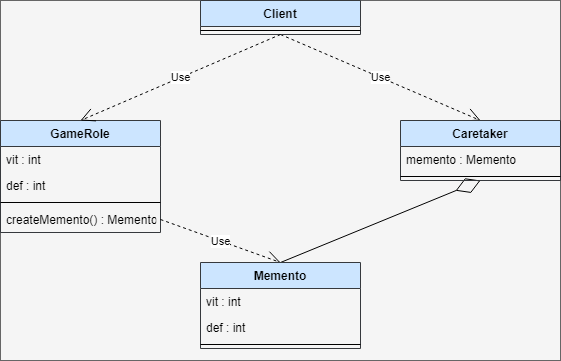 Client
Use
Use
GameRole
vit : int
def : int
createMemento() : Memento
Caretaker
memento : Memento
Use
Memento
vit : int
def : int